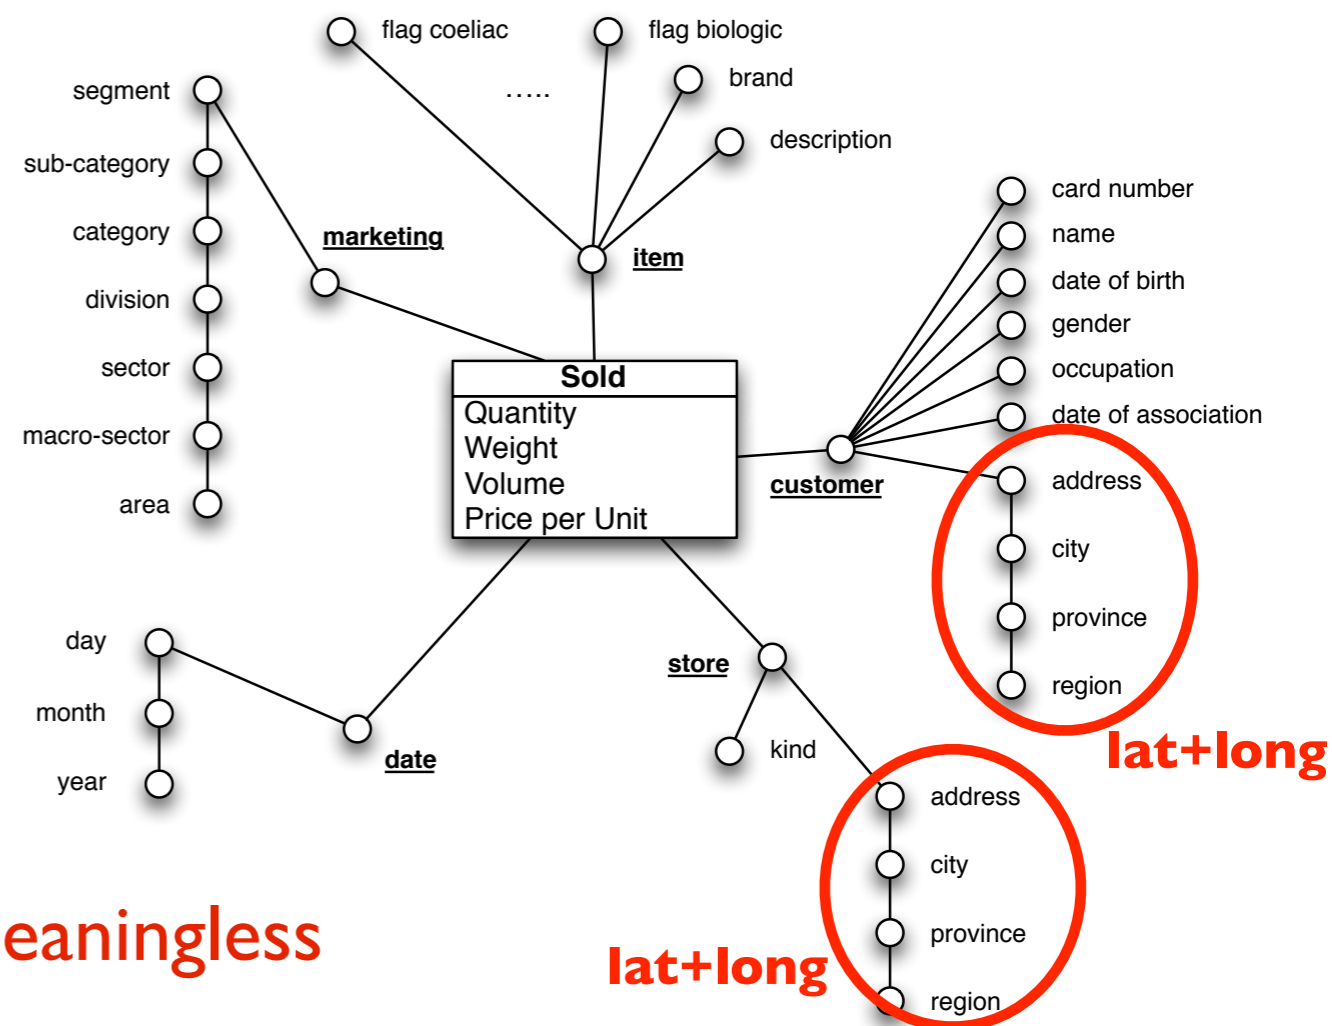 flag coeliac
flag biologic
brand
description
.....
segment
sub-category
category
division
sector
macro-sector
area
marketing
item
card number
name
date of birth
gender
occupation
date of association
Sold
Quantity
Weight
Volume
Price per Unit
customer
address
city
province
region
lat+long
day
month
year
date
store
kind
address
city
province
region
lat+long
eaningless